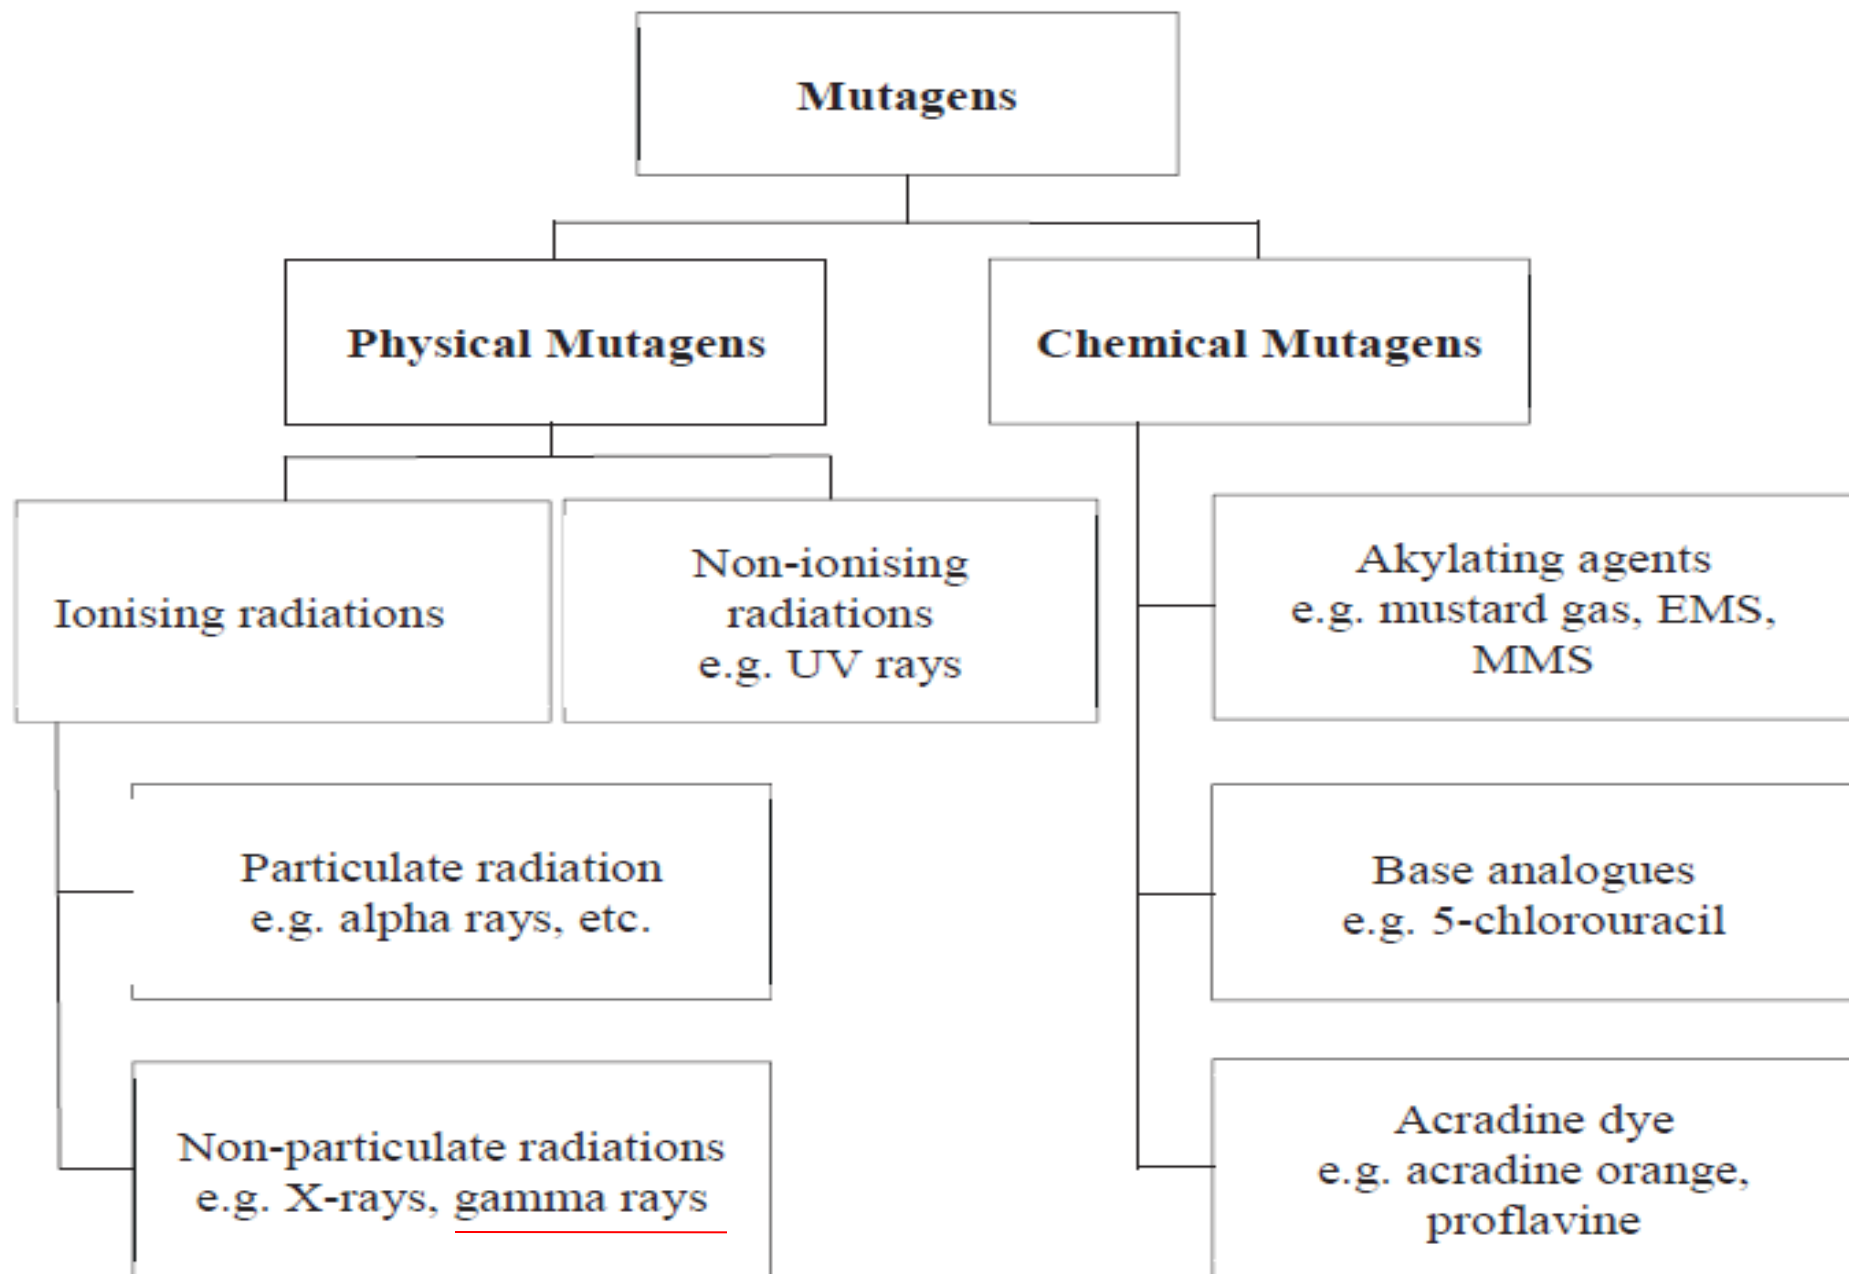 Mutagens
Physical Mutagens
Chemical Mutagens
Ionising radiations
Non-ionising
radiations
e.g. UV rays
Particulate radiation
e.g. alpha rays, etc.
Non-particulate radiations
e.g. X-rays, gamma rays
Akylating agents
e.g. mustard gas, EMS,
MMS
Base analogues
e.g. 5-chlorouracil
Acradine dye
e.g. acradine orange,
proflavine